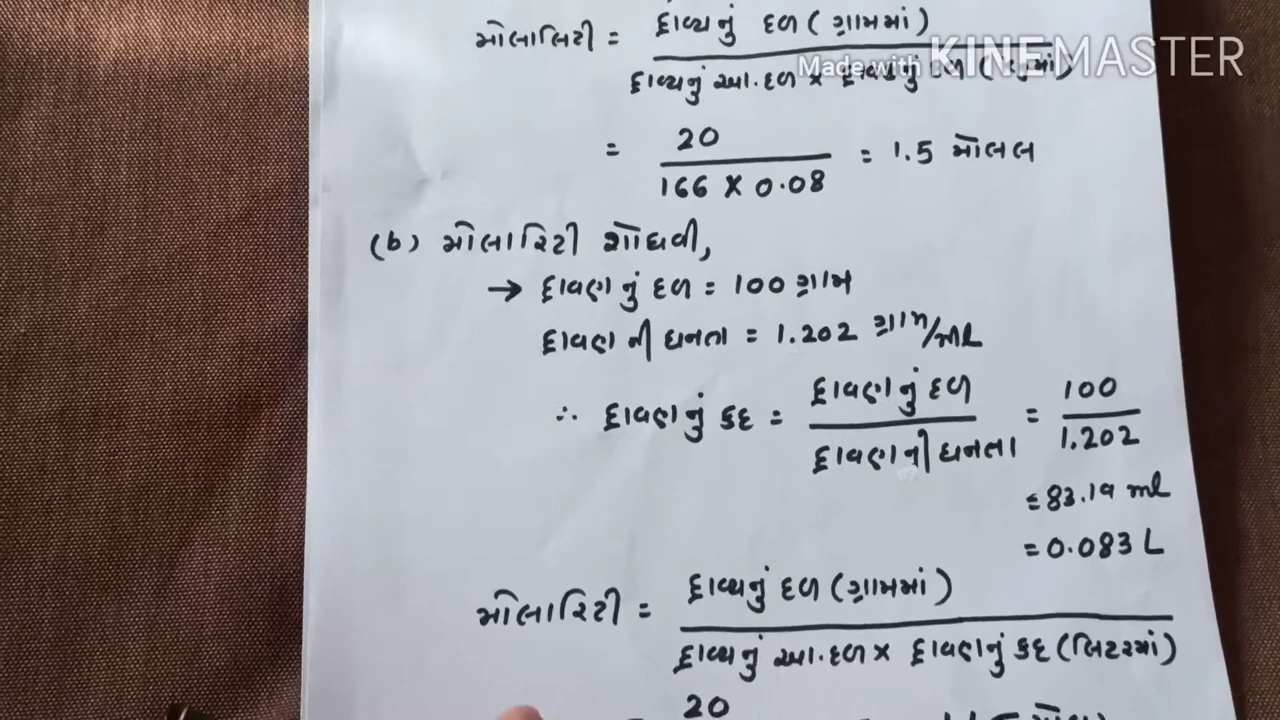 મોલાલિટી = દ્રાવ્યનું દળ (ગ્રામમાં)
Made with KINEMASTER
દ્રાવ્યનું આ.દળ x દ્રાવકનું દળ
= 20 / 166 X 0.08 = 1.5 મોલલ
(b) મોલારિટી શોધવી,
→ દ્રાવણનું દળ = 100 ગ્રામ
દ્રાવણની ઘનતા = 1.202 ગ્રામ/ml
∴ દ્રાવણનું કદ = દ્રાવણનું દળ / દ્રાવણની ઘનતા = 100 / 1.202
= 83.19 ml
= 0.083 L
મોલારિટી = દ્રાવ્યનું દળ (ગ્રામમાં)
દ્રાવ્યનું આ.દળ x દ્રાવણનું કદ (લિટરમાં)
20